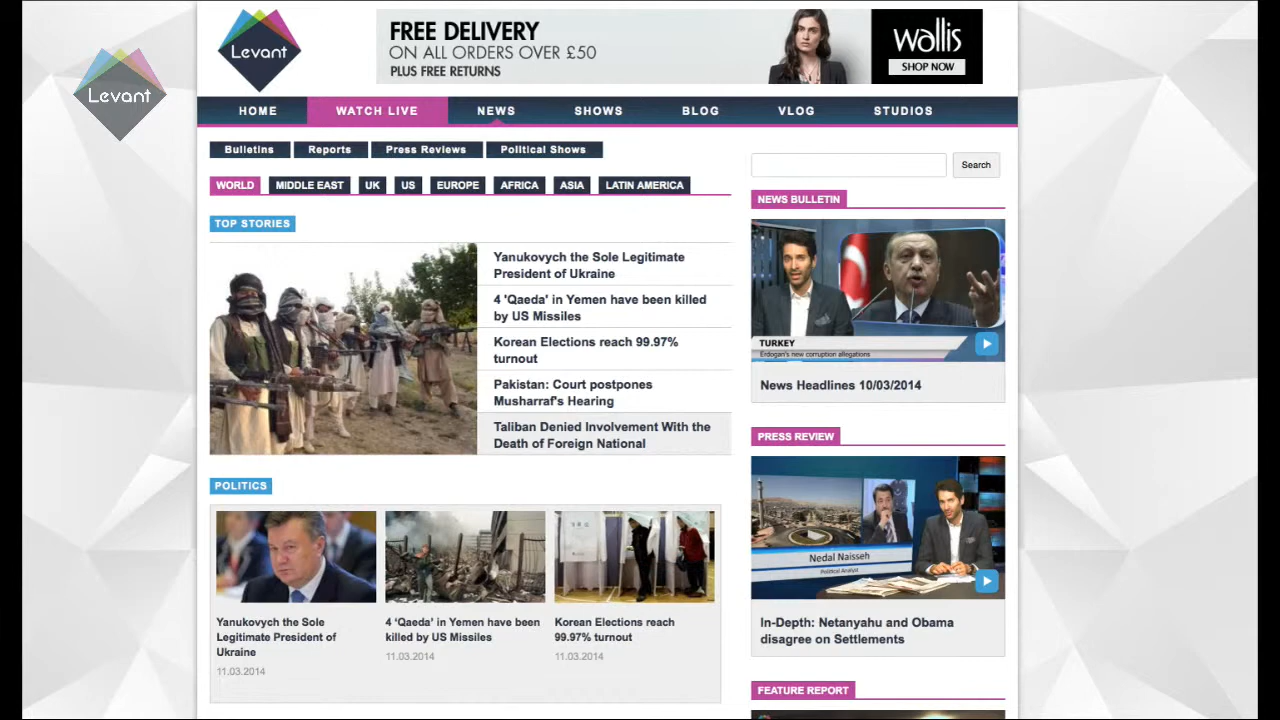 Levant
Levant
FREE DELIVERY
ON ALL ORDERS OVER £50
PLUS FREE RETURNS
wallis
SHOP NOW
HOME
WATCH LIVE
NEWS
SHOWS
BLOG
VLOG
STUDIOS
Bulletins
Reports
Press Reviews
Political Shows
Search
WORLD
MIDDLE EAST
UK
US
EUROPE
AFRICA
ASIA
LATIN AMERICA
TOP STORIES
Yanukovych the Sole Legitimate
President of Ukraine
4 'Qaeda' in Yemen have been killed
by US Missiles
Korean Elections reach 99.97%
turnout
Pakistan: Court postpones
Musharraf's Hearing
Taliban Denied Involvement With the
Death of Foreign National
POLITICS
Yanukovych the Sole
Legitimate President of
Ukraine
11.03.2014
4 ‘Qaeda’ in Yemen have been
killed by US Missiles
11.03.2014
Korean Elections reach
99.97% turnout
11.03.2014
NEWS BULLETIN
TURKEY
Erdogan's new corruption allegations
News Headlines 10/03/2014
PRESS REVIEW
Nedal Naisseh
Political Analyst
In-Depth: Netanyahu and Obama
disagree on Settlements
FEATURE REPORT